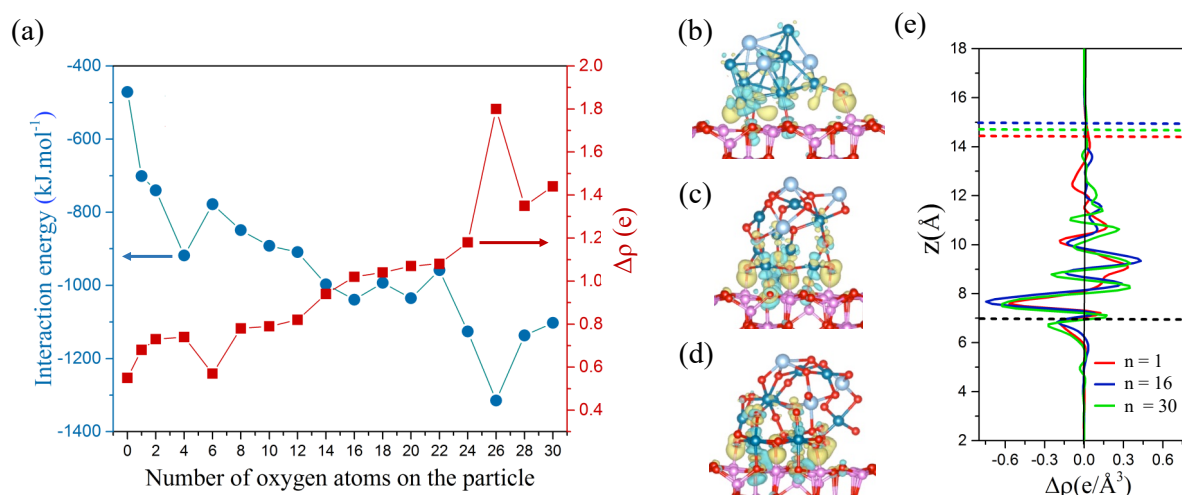 (a)
-400
-600
-800
-1000
-1200
-1400
Interaction energy (kJ.mol⁻¹)
2.0
1.8
1.6
1.4
1.2
1.0
0.8
0.6
0.4
Δρ (e)
0 2 4 6 8 10 12 14 16 18 20 22 24 26 28 30
Number of oxygen atoms on the particle
(b)
(c)
(d)
(e)
18
16
14
12
10
8
6
4
2
Z(Å)
n = 1
n = 16
n = 30
-0.6 -0.3 0.0 0.3 0.6
Δρ(e/Å³)